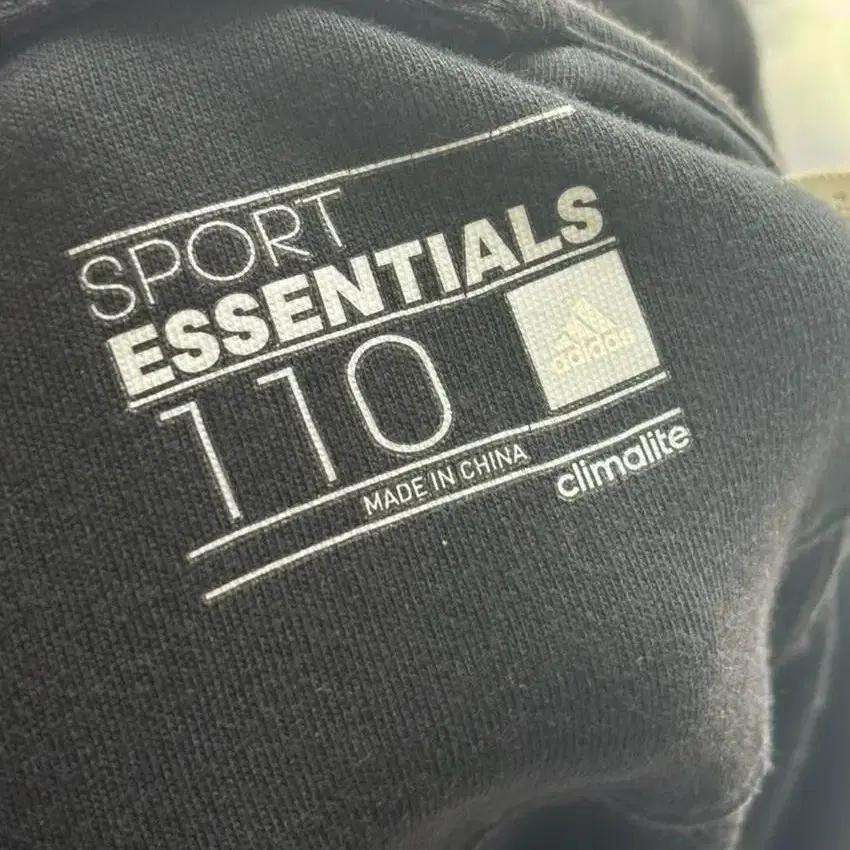 SPORT
ESSENTIALS
110
adidas
MADE IN CHINA
climalite